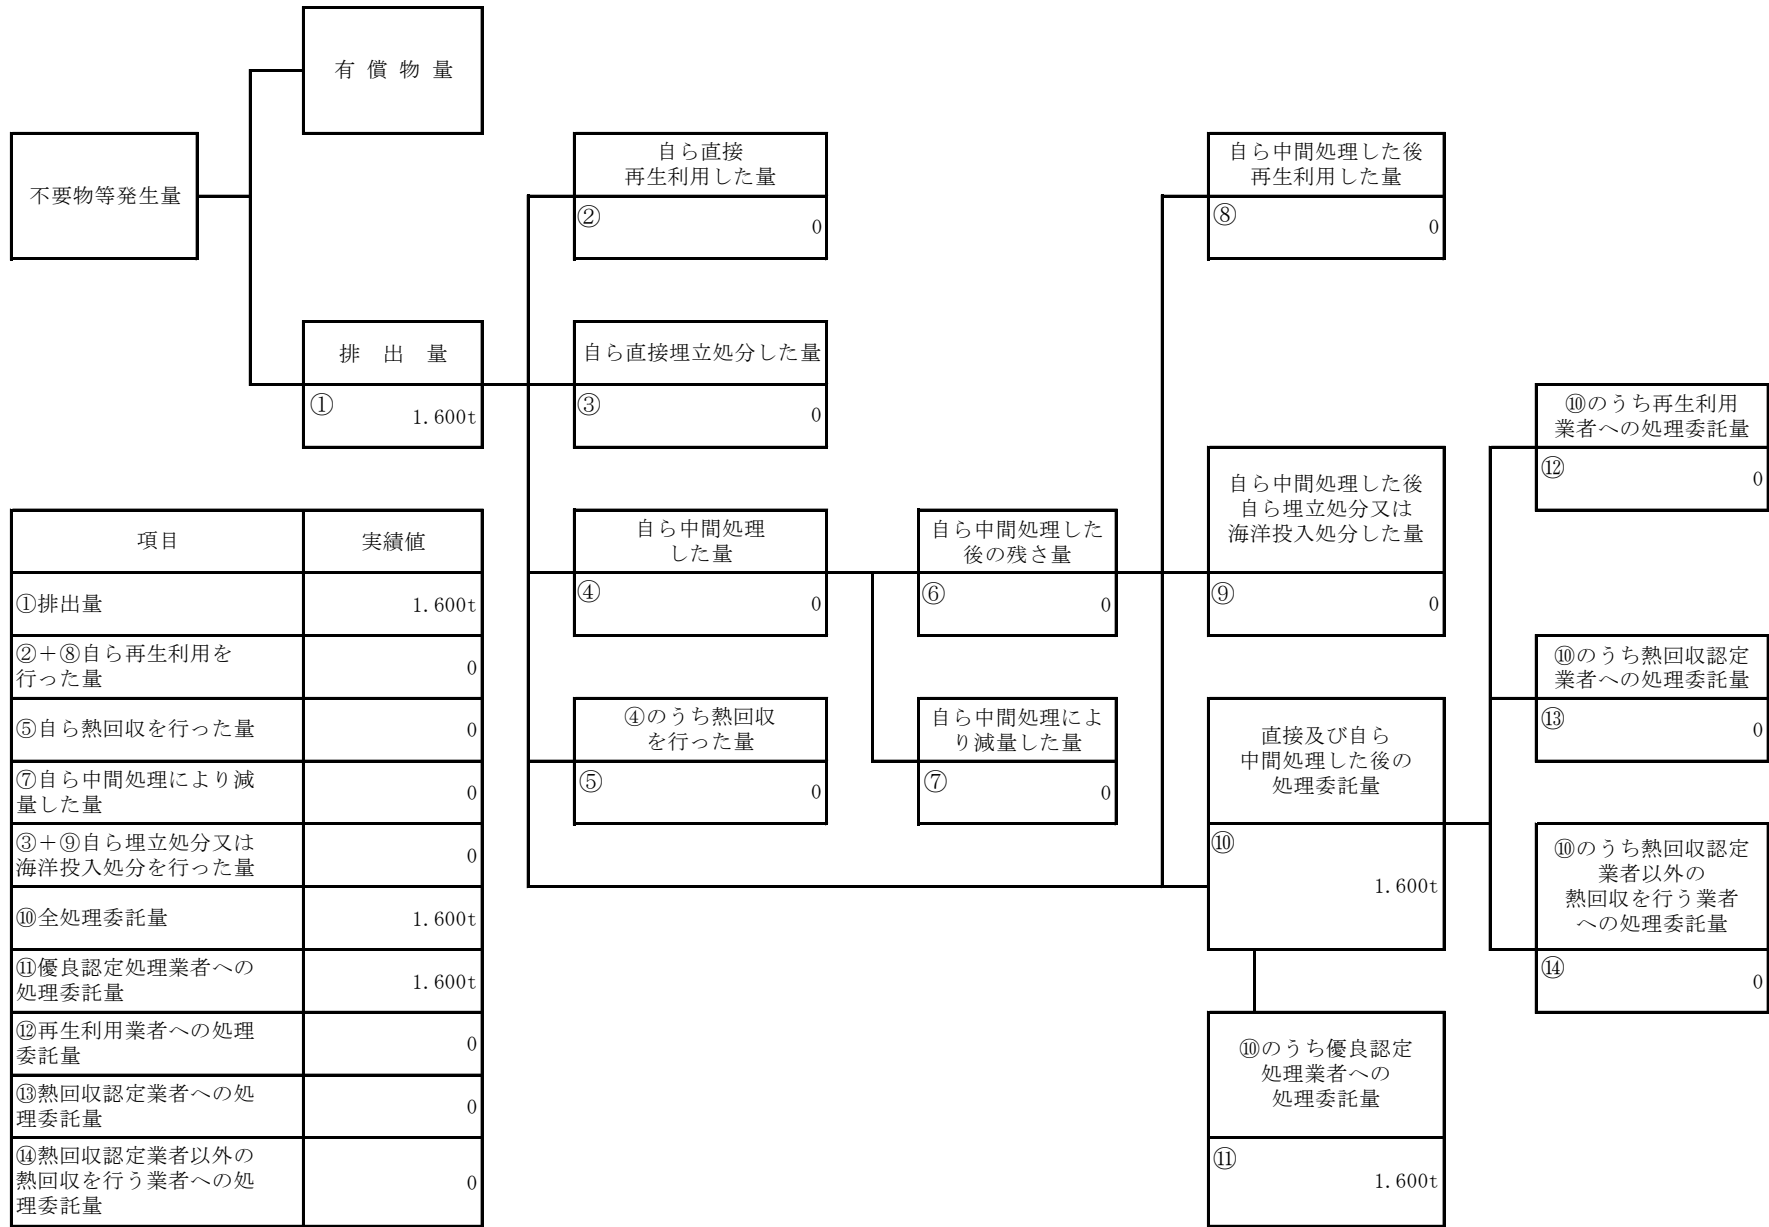 有 償 物 量
不要物等発生量
自ら直接
再生利用した量
②
0
自ら中間処理した後
再生利用した量
⑧
0
排 出 量
①
1.600t
自ら直接埋立処分した量
③
0
⑩のうち再生利用
業者への処理委託量
⑫
0
自ら中間処理した後
自ら埋立処分又は
海洋投入処分した量
⑨
0
自ら中間処理
した量
④
0
自ら中間処理した
後の残さ量
⑥
0
⑩のうち熱回収認定
業者への処理委託量
⑬
0
④のうち熱回収
を行った量
⑤
0
自ら中間処理によ
り減量した量
⑦
0
直接及び自ら
中間処理した後の
処理委託量
⑩
1.600t
⑩のうち熱回収認定
業者以外の
熱回収を行う業者
への処理委託量
⑭
0
⑩のうち優良認定
処理業者への
処理委託量
⑪
1.600t
項目 実績値
①排出量 1.600t
②＋⑧自ら再生利用を
行った量 0
⑤自ら熱回収を行った量 0
⑦自ら中間処理により減
量した量 0
③＋⑨自ら埋立処分又は
海洋投入処分を行った量 0
⑩全処理委託量 1.600t
⑪優良認定処理業者への
処理委託量 1.600t
⑫再生利用業者への処理
委託量 0
⑬熱回収認定業者への処
理委託量 0
⑭熱回収認定業者以外の
熱回収を行う業者への処
理委託量 0